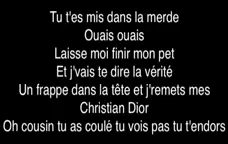 Tu t'es mis dans la merde
Ouais ouais
Laisse moi finir mon pet
Et j'vais te dire la vérité
Un frappe dans la tête et j'remets mes
Christian Dior
Oh cousin tu as coulé tu vois pas tu t'endors